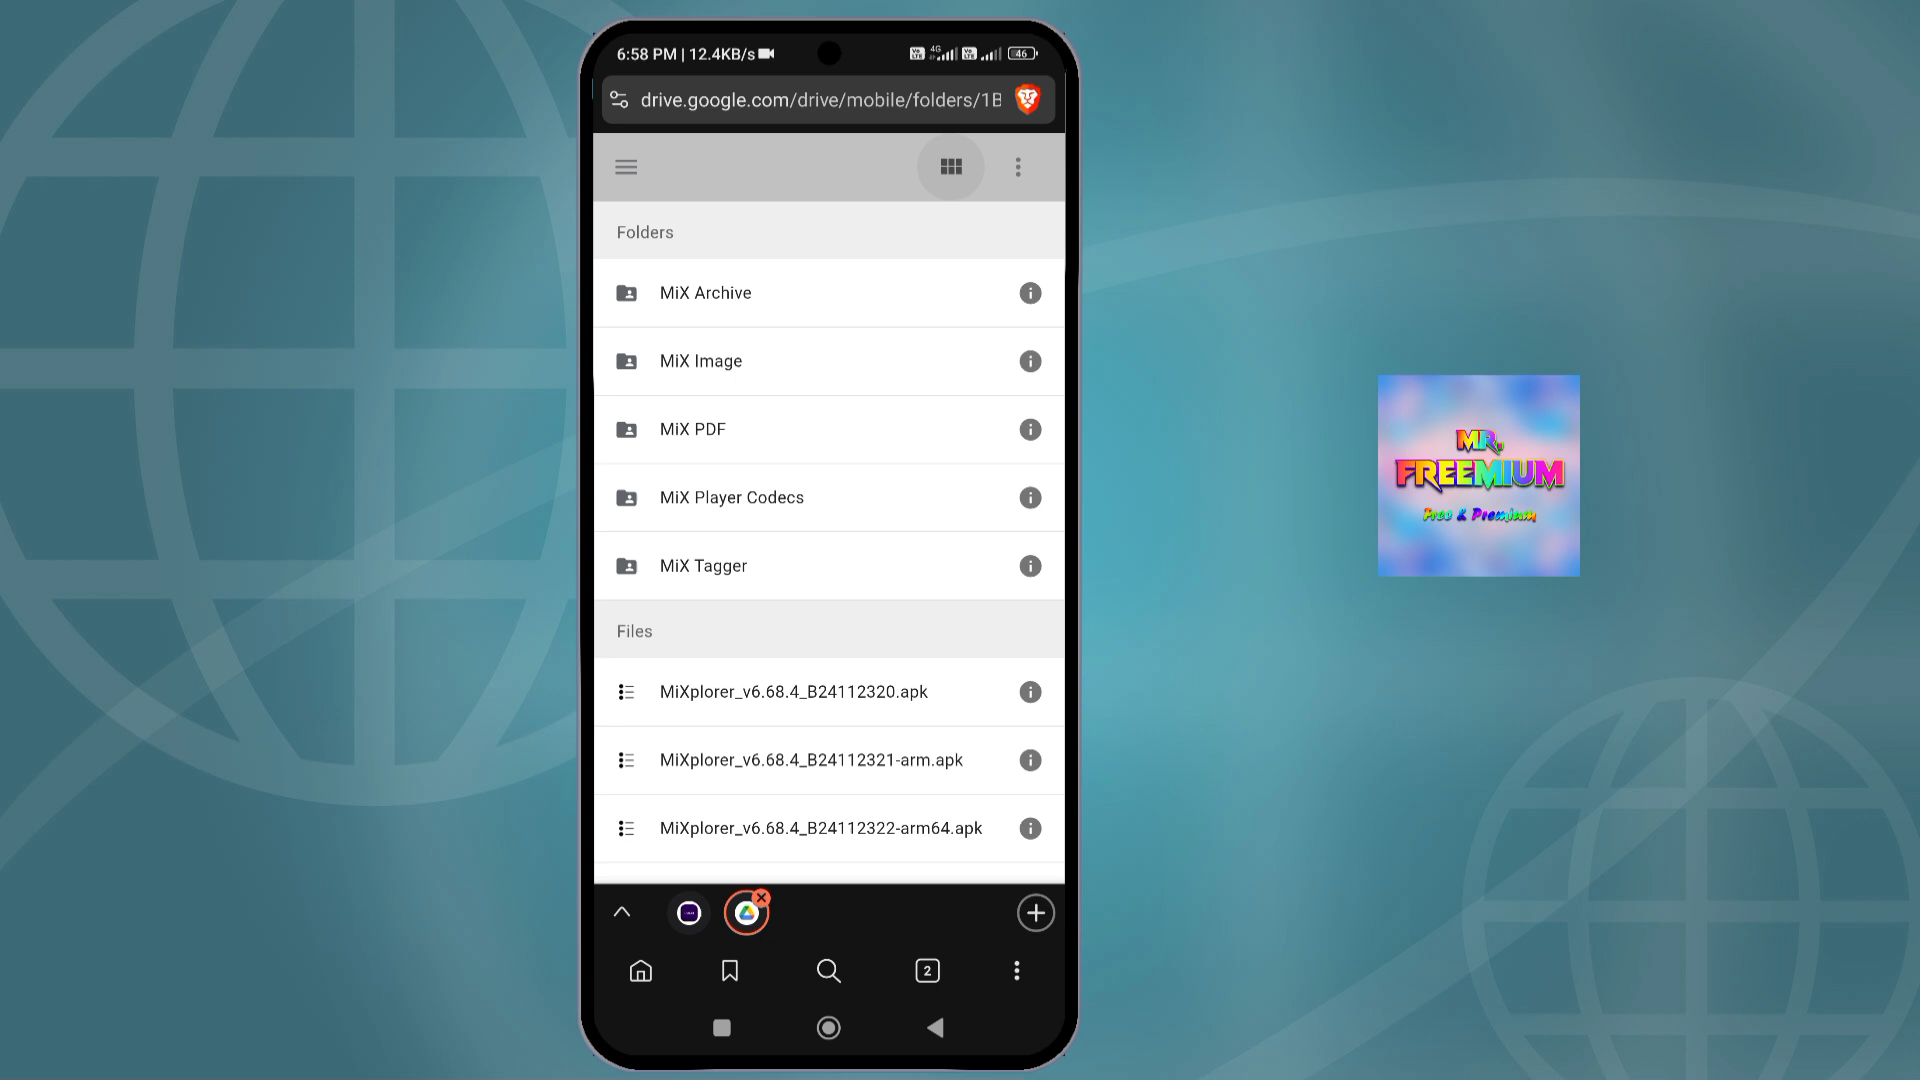 6:58 PM | 12.4KB/s
4G
46
drive.google.com/drive/mobile/folders/1B
Folders
MiX Archive
MiX Image
MiX PDF
MiX Player Codecs
MiX Tagger
Files
MiXplorer_v6.68.4_B24112320.apk
MiXplorer_v6.68.4_B24112321-arm.apk
MiXplorer_v6.68.4_B24112322-arm64.apk
2
MR.
FREEMIUM
Free & Premium